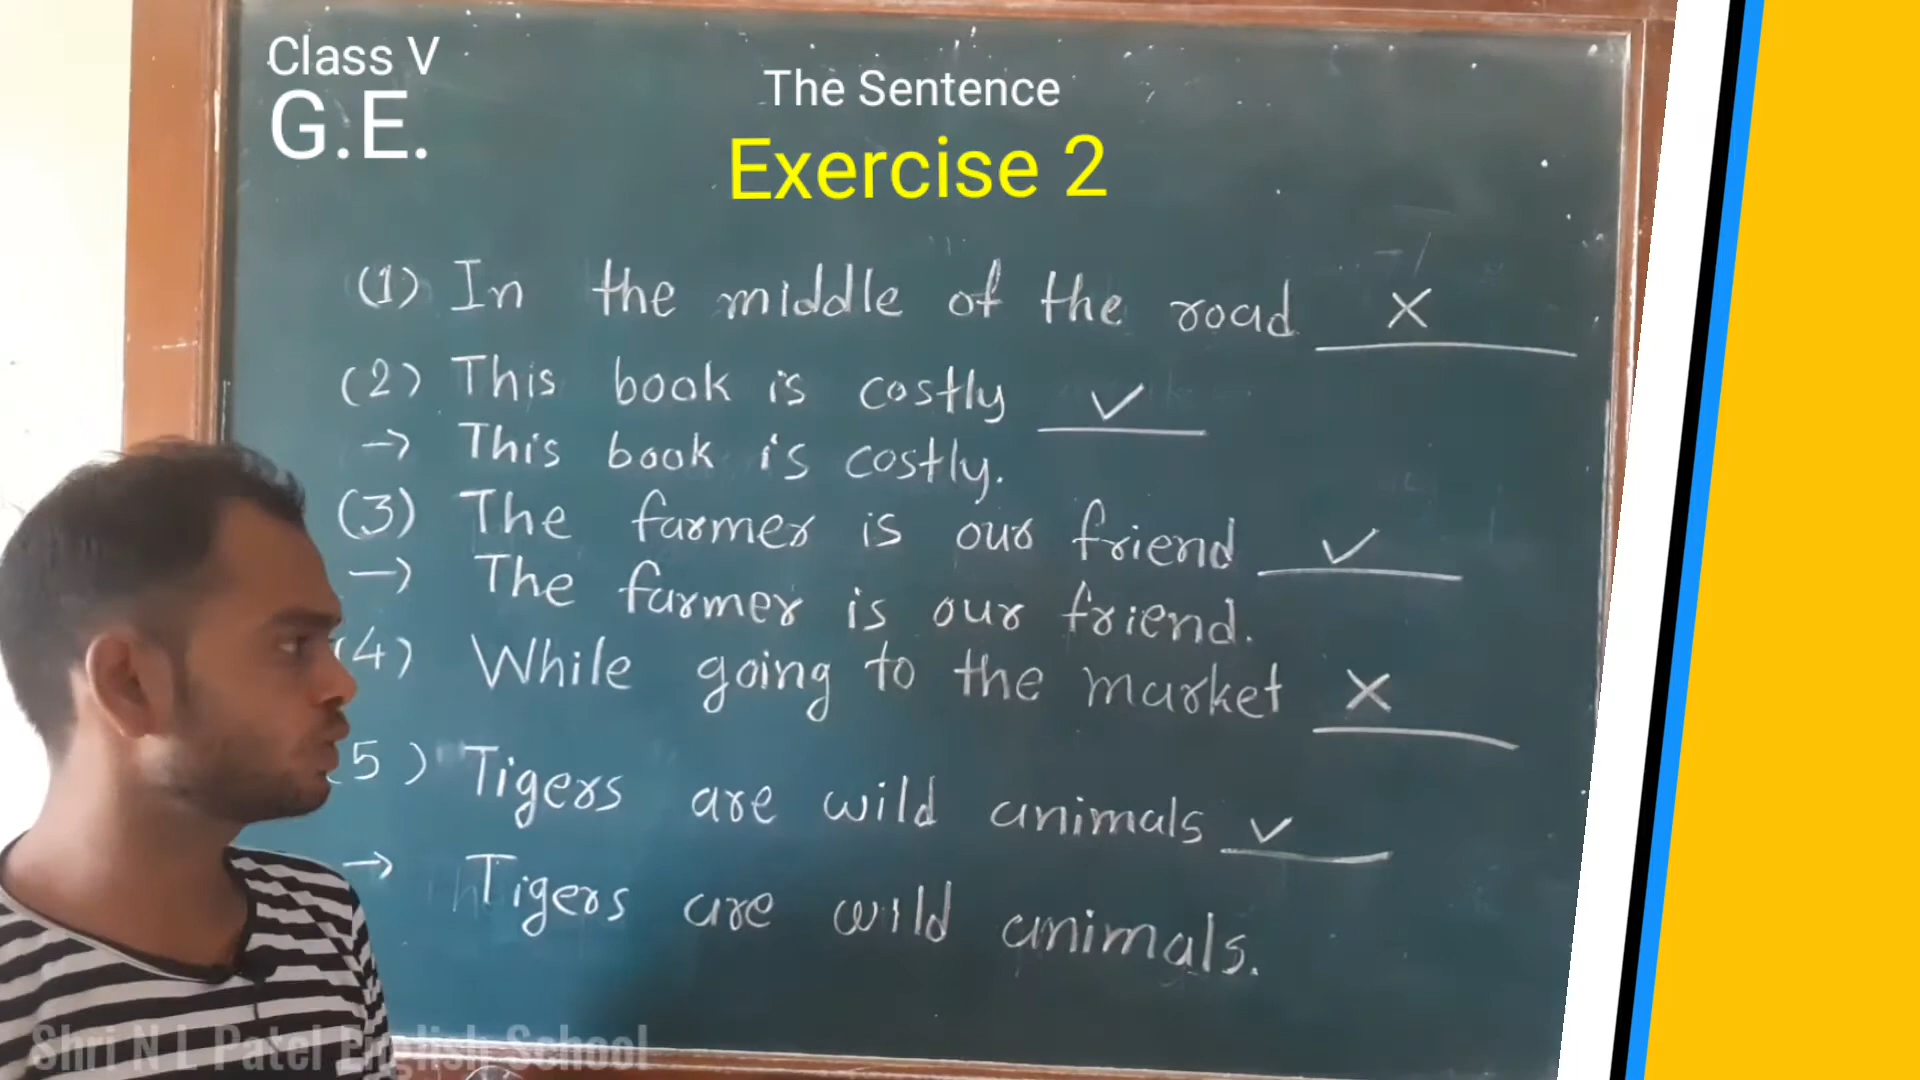 Class V
G.E.
The Sentence
Exercise 2
(1) In the middle of the road ✗
(2) This book is costly ✓
→ This book is costly.
(3) The farmer is our friend ✓
→ The farmer is our friend.
(4) While going to the market ✗
(5) Tigers are wild animals ✓
→ Tigers are wild animals.
Shri N L Patel English School